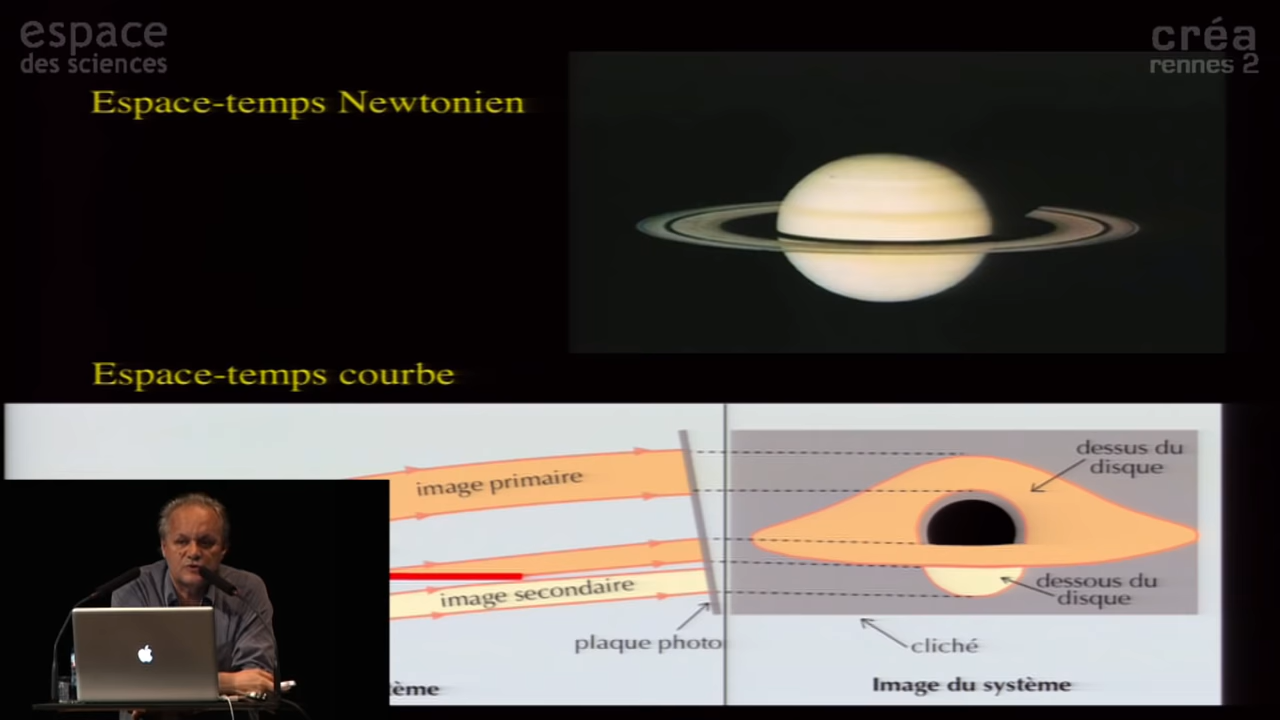 espace
des sciences
créa
rennes 2
Espace-temps Newtonien
Espace-temps courbe
image primaire
image secondaire
plaque photo
dessus du
disque
dessous du
disque
cliché
Image du système